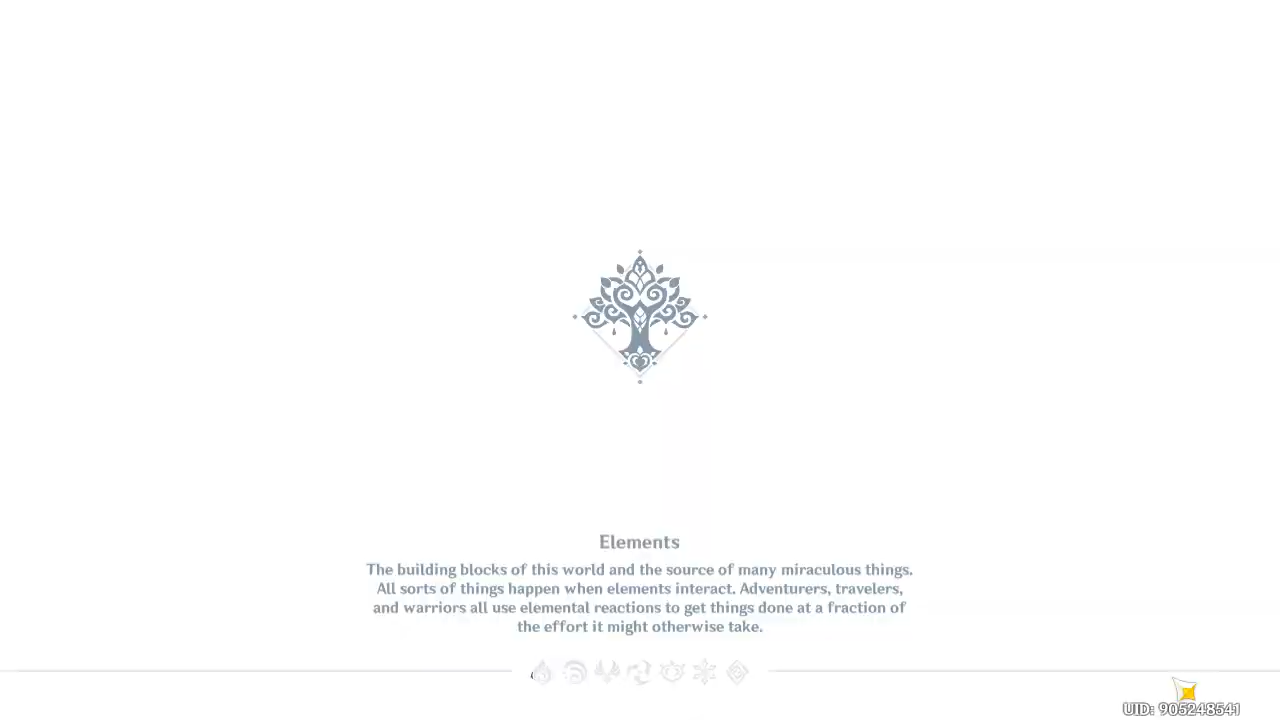 Elements
The building blocks of this world and the source of many miraculous things.
All sorts of things happen when elements interact. Adventurers, travelers,
and warriors all use elemental reactions to get things done at a fraction of
the effort it might otherwise take.
UID: 905248541